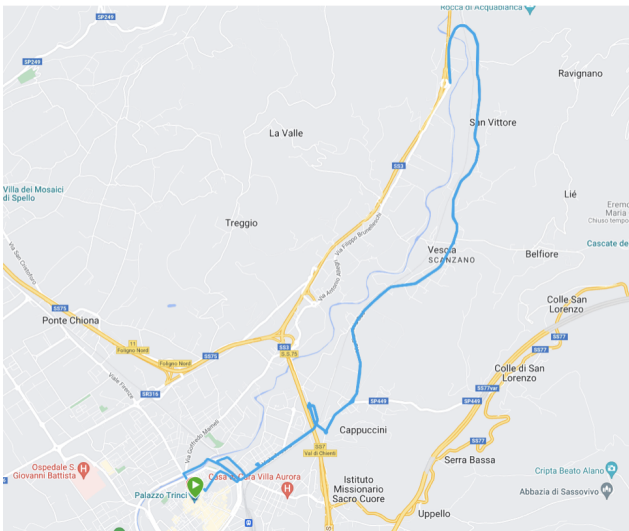 Rocca di Acquabianca
SP249
SS3
SP249
Ravignano
San Vittore
La Valle
SS3
Villa dei Mosaici
di Spello
Lié
Eremo
Maria
Chiuso tempo
Treggio
Via Filippo Brunelleschi
Via San Cristoforo
Vescia
SCANZANO
Belfiore
Cascate de
Via Antonio
Colle San
Lorenzo
SS75
Ponte Chiona
11
Foligno Nord
Foligno Nord
SS75
SS3
S.S.75
SS77
Colle di San
Lorenzo
SS77var
Viale Firenze
SR316
SP449
SP449
Via Goffredo Mameli
Cappuccini
SS77
SS7
Val di Chienti
Serra Bassa
Ospedale S.
Giovanni Battista
Casa di Cura Villa Aurora
Palazzo Trinci
Istituto
Missionario
Sacro Cuore
Cripta Beato Alano
Abbazia di Sassovivo
Uppello